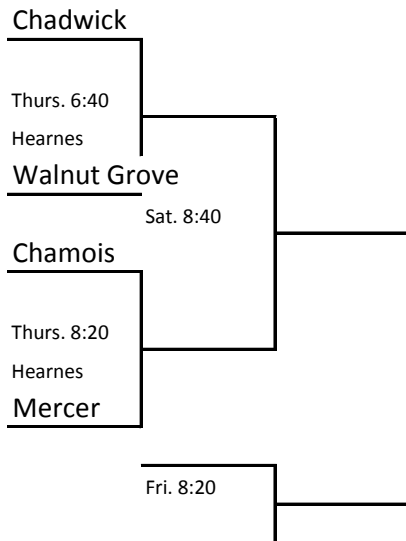 Chadwick
Thurs. 6:40
Hearnes
Walnut Grove
Sat. 8:40
Chamois
Thurs. 8:20
Hearnes
Mercer
Fri. 8:20